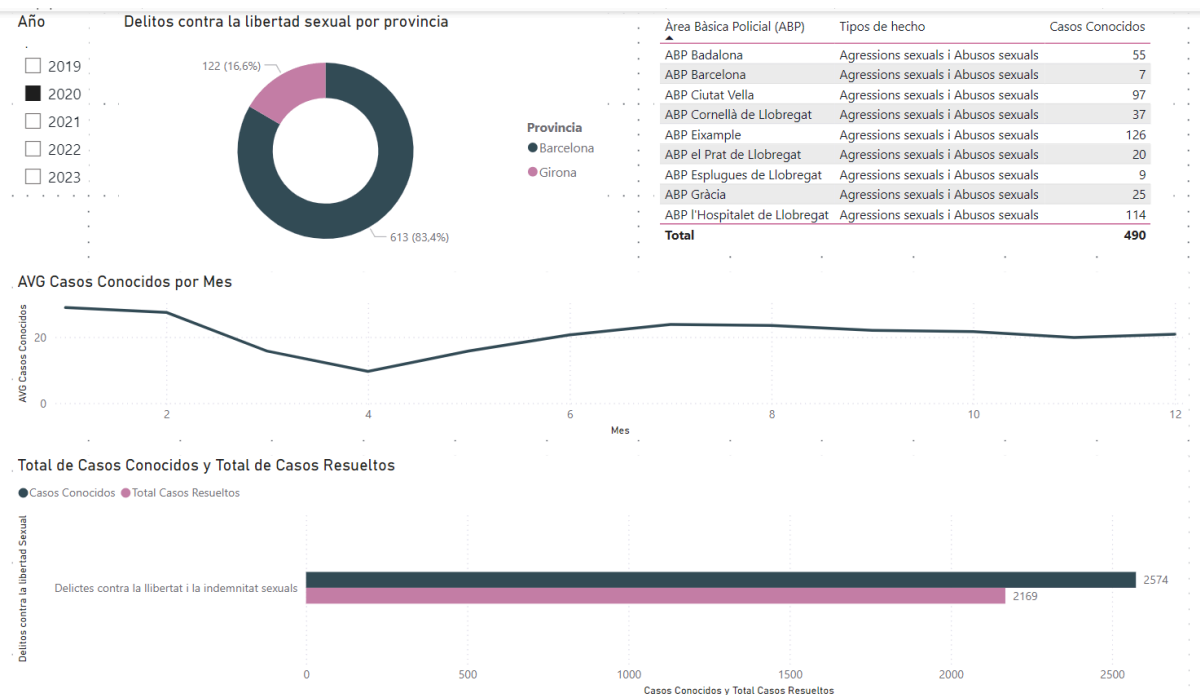 Año
2019
2020
2021
2022
2023
Delitos contra la libertad sexual por provincia
122 (16,6%)
613 (83,4%)
Provincia
Barcelona
Girona
Àrea Bàsica Policial (ABP) Tipos de hecho Casos Conocidos
ABP Badalona Agressions sexuals i Abusos sexuals 55
ABP Barcelona Agressions sexuals i Abusos sexuals 7
ABP Ciutat Vella Agressions sexuals i Abusos sexuals 97
ABP Cornellà de Llobregat Agressions sexuals i Abusos sexuals 37
ABP Eixample Agressions sexuals i Abusos sexuals 126
ABP el Prat de Llobregat Agressions sexuals i Abusos sexuals 20
ABP Esplugues de Llobregat Agressions sexuals i Abusos sexuals 9
ABP Gràcia Agressions sexuals i Abusos sexuals 25
ABP l'Hospitalet de Llobregat Agressions sexuals i Abusos sexuals 114
Total 490
AVG Casos Conocidos por Mes
AVG Casos Conocidos
20
0
2 4 6 8 10 12
Mes
Total de Casos Conocidos y Total de Casos Resueltos
Casos Conocidos Total Casos Resueltos
Delitos contra la libertad Sexual
Delictes contra la llibertat i la indemnitat sexuals
2574
2169
0 500 1000 1500 2000 2500
Casos Conocidos y Total Casos Resueltos